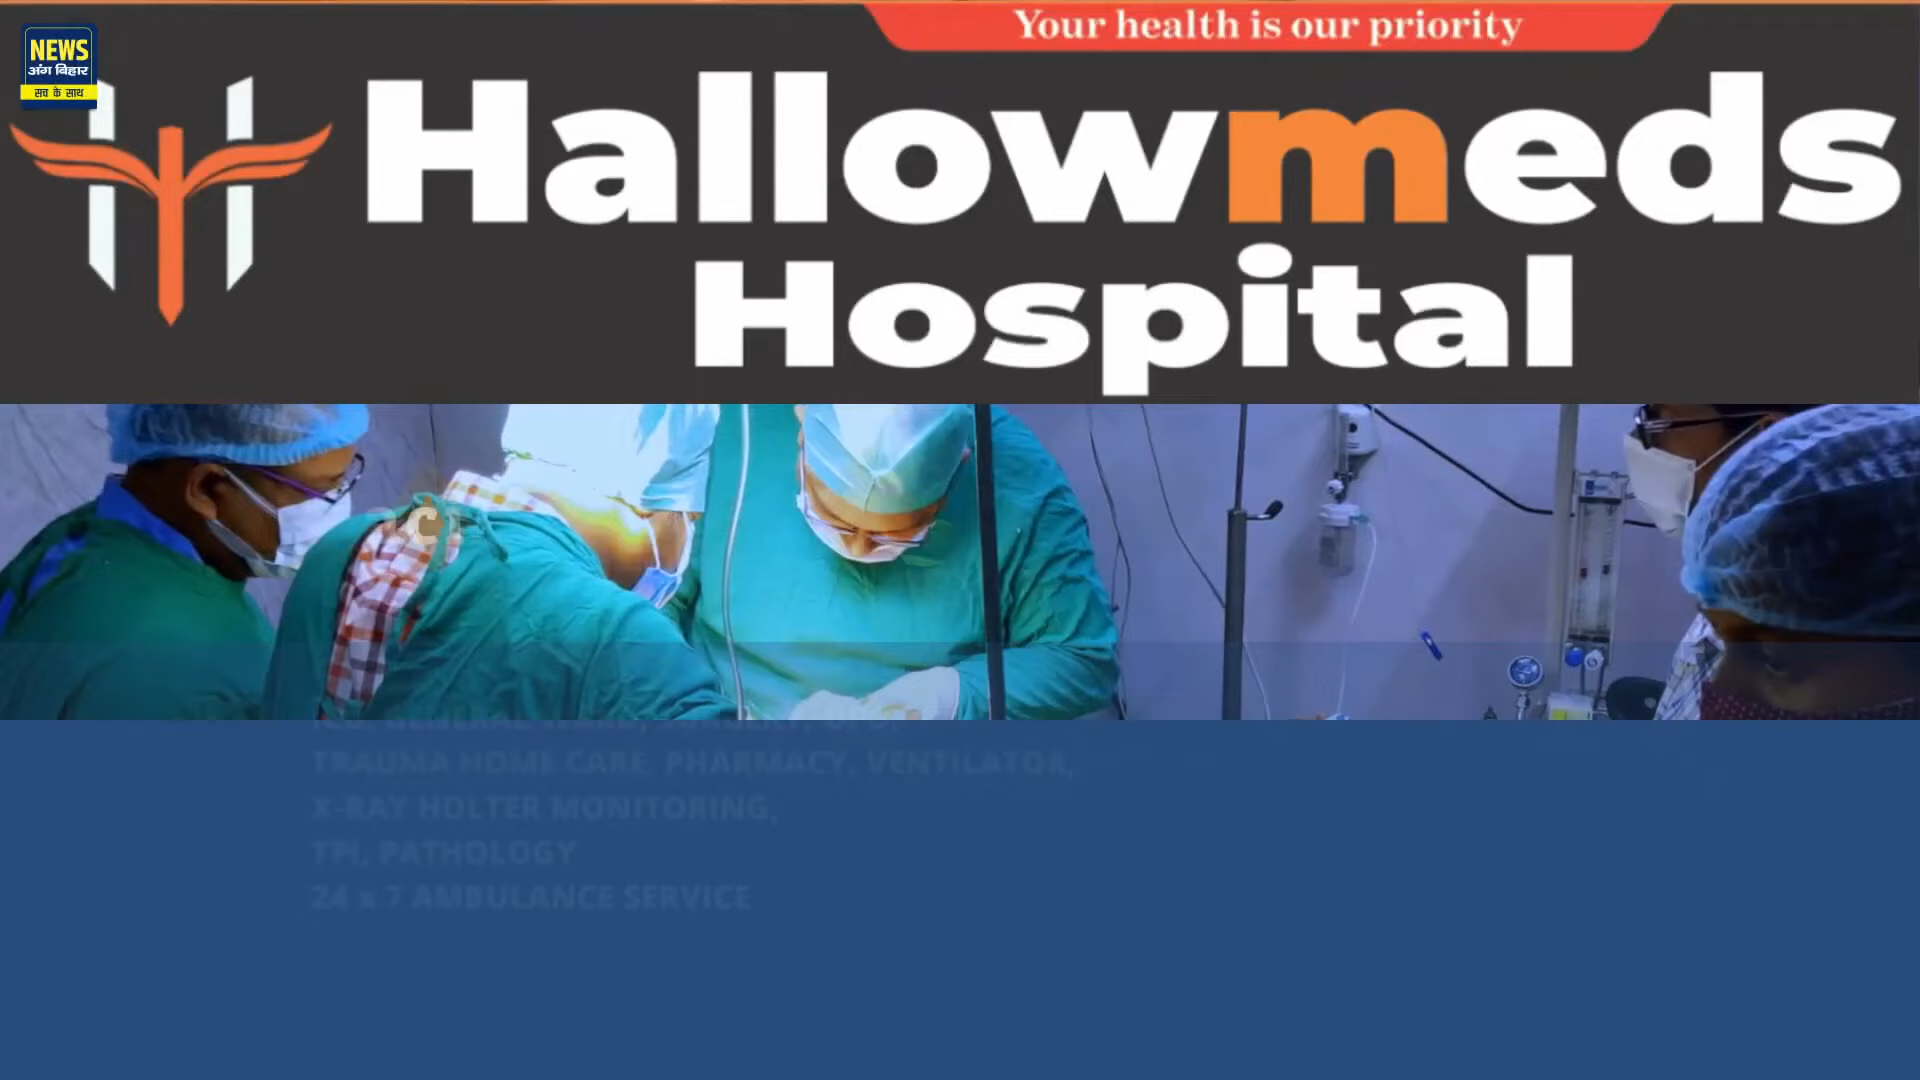 Your health is our priority
NEWS
अंग बिहार
सच के साथ
Hallowmeds
Hospital
TRAUMA HOME CARE, PHARMACY, VENTILATOR,
X-RAY HOLTER MONITORING,
TPI, PATHOLOGY
24 x 7 AMBULANCE SERVICE